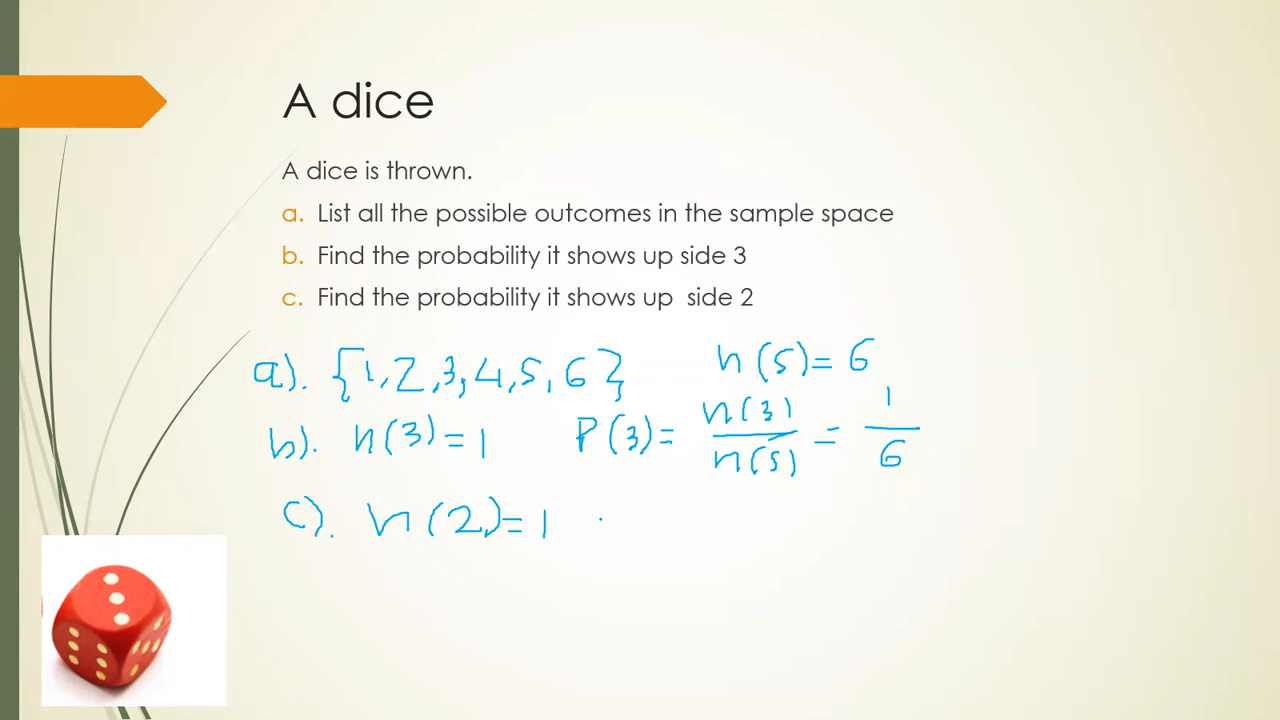 A dice
A dice is thrown.
a. List all the possible outcomes in the sample space
b. Find the probability it shows up side 3
c. Find the probability it shows up side 2
a). {1,2,3,4,5,6} n(S)=6
b). n(3)=1 P(3)= n(3)/n(S) = 1/6
c). n(2)=1